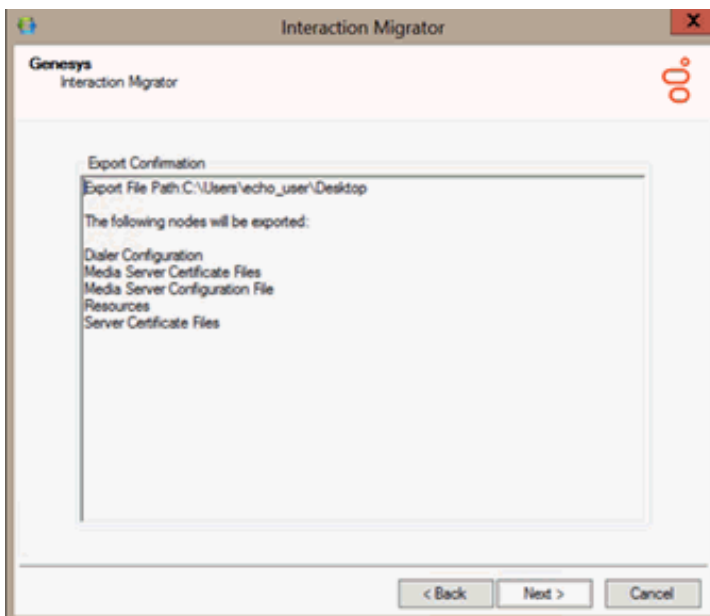 Interaction Migrator
Genesys
Interaction Migrator
Export Confirmation
Export File Path:C:\Users\echo_user\Desktop
The following nodes will be exported:
Dialer Configuration
Media Server Certificate Files
Media Server Configuration File
Resources
Server Certificate Files
< Back
Next >
Cancel